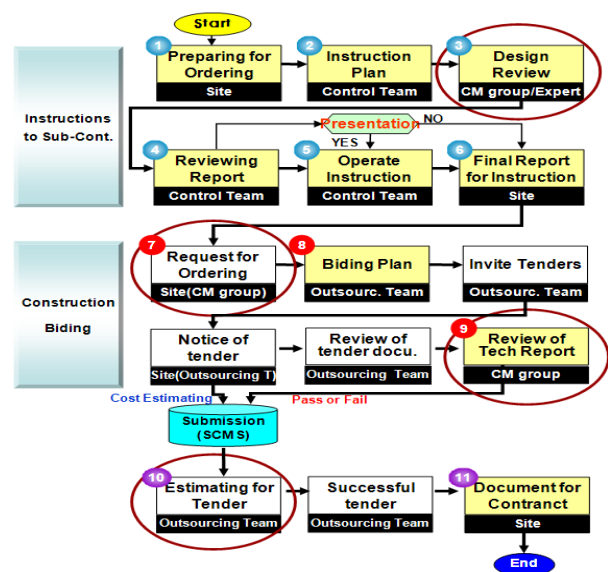 Start
1
Preparing for
Ordering
Site
2
Instruction
Plan
Control Team
3
Design
Review
CM group/Expert
Instructions
to Sub-Cont.
Presentation
NO
YES
4
Reviewing
Report
Control Team
5
Operate
Instruction
Control Team
6
Final Report
for Instruction
Site
7
Request for
Ordering
Site(CM group)
8
Biding Plan
Outsourc. Team
Invite Tenders
Outsourc. Team
Construction
Biding
Notice of
tender
Site(Outsourcing T)
Review of
tender docu.
Outsourcing Team
9
Review of
Tech Report
CM group
Cost Estimating
Pass or Fail
Submission
(SCMS)
10
Estimating for
Tender
Outsourcing Team
Successful
tender
Outsourcing Team
11
Document for
Contranct
Site
End